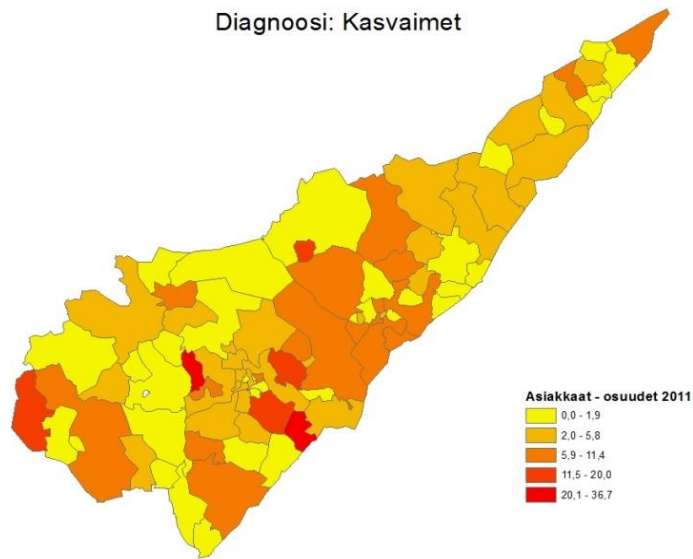 Diagnoosi: Kasvaimet
Asiakkaat - osuudet 2011
0,0 - 1,9
2,0 - 5,8
5,9 - 11,4
11,5 - 20,0
20,1 - 36,7